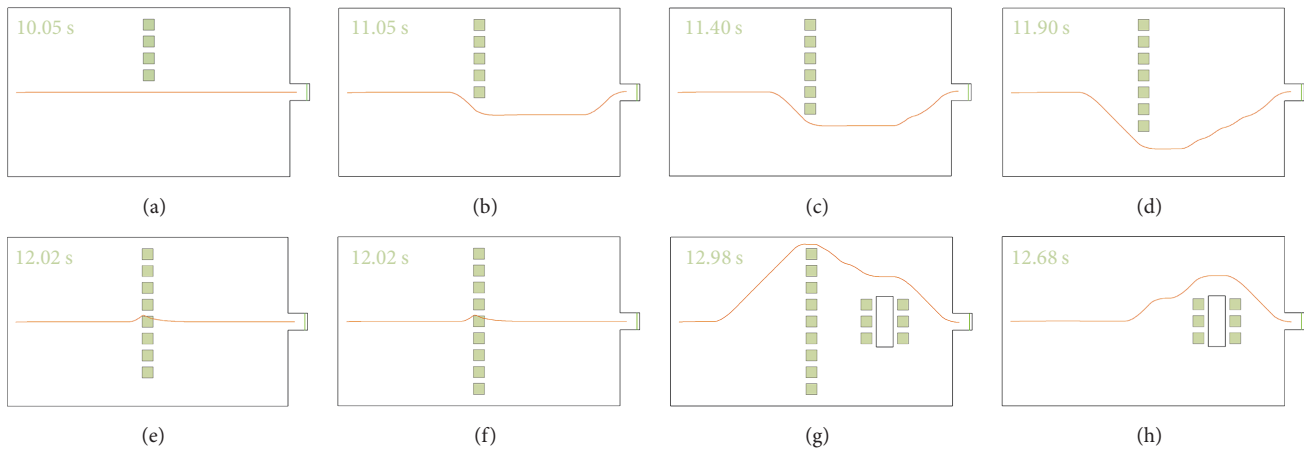 10.05 s
11.05 s
11.40 s
11.90 s
(a)
(b)
(c)
(d)
12.02 s
12.02 s
12.98 s
12.68 s
(e)
(f)
(g)
(h)